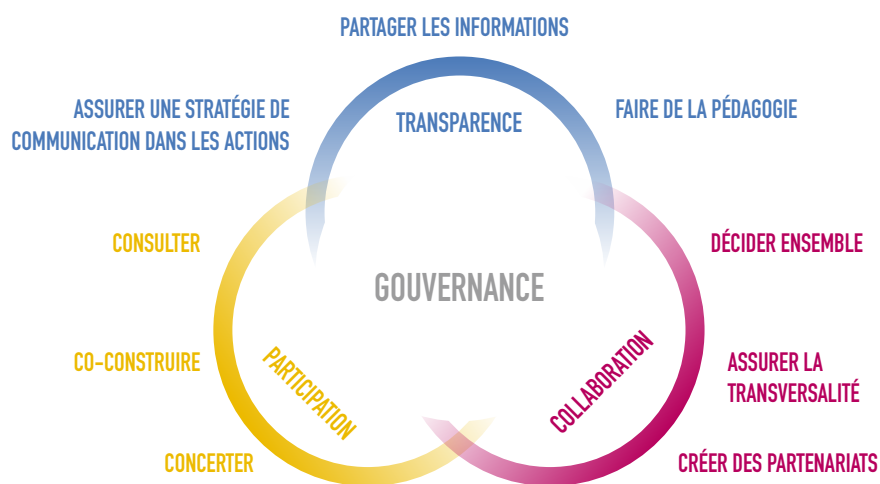 PARTAGER LES INFORMATIONS
ASSURER UNE STRATÉGIE DE
COMMUNICATION DANS LES ACTIONS
TRANSPARENCE
FAIRE DE LA PÉDAGOGIE
CONSULTER
DÉCIDER ENSEMBLE
GOUVERNANCE
CO-CONSTRUIRE
PARTICIPATION
COLLABORATION
ASSURER LA
TRANSVERSALITÉ
CONCERTER
CRÉER DES PARTENARIATS